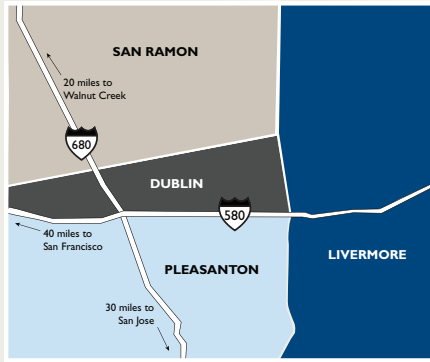 SAN RAMON
20 miles to
Walnut Creek
680
DUBLIN
580
40 miles to
San Francisco
LIVERMORE
PLEASANTON
30 miles to
San Jose